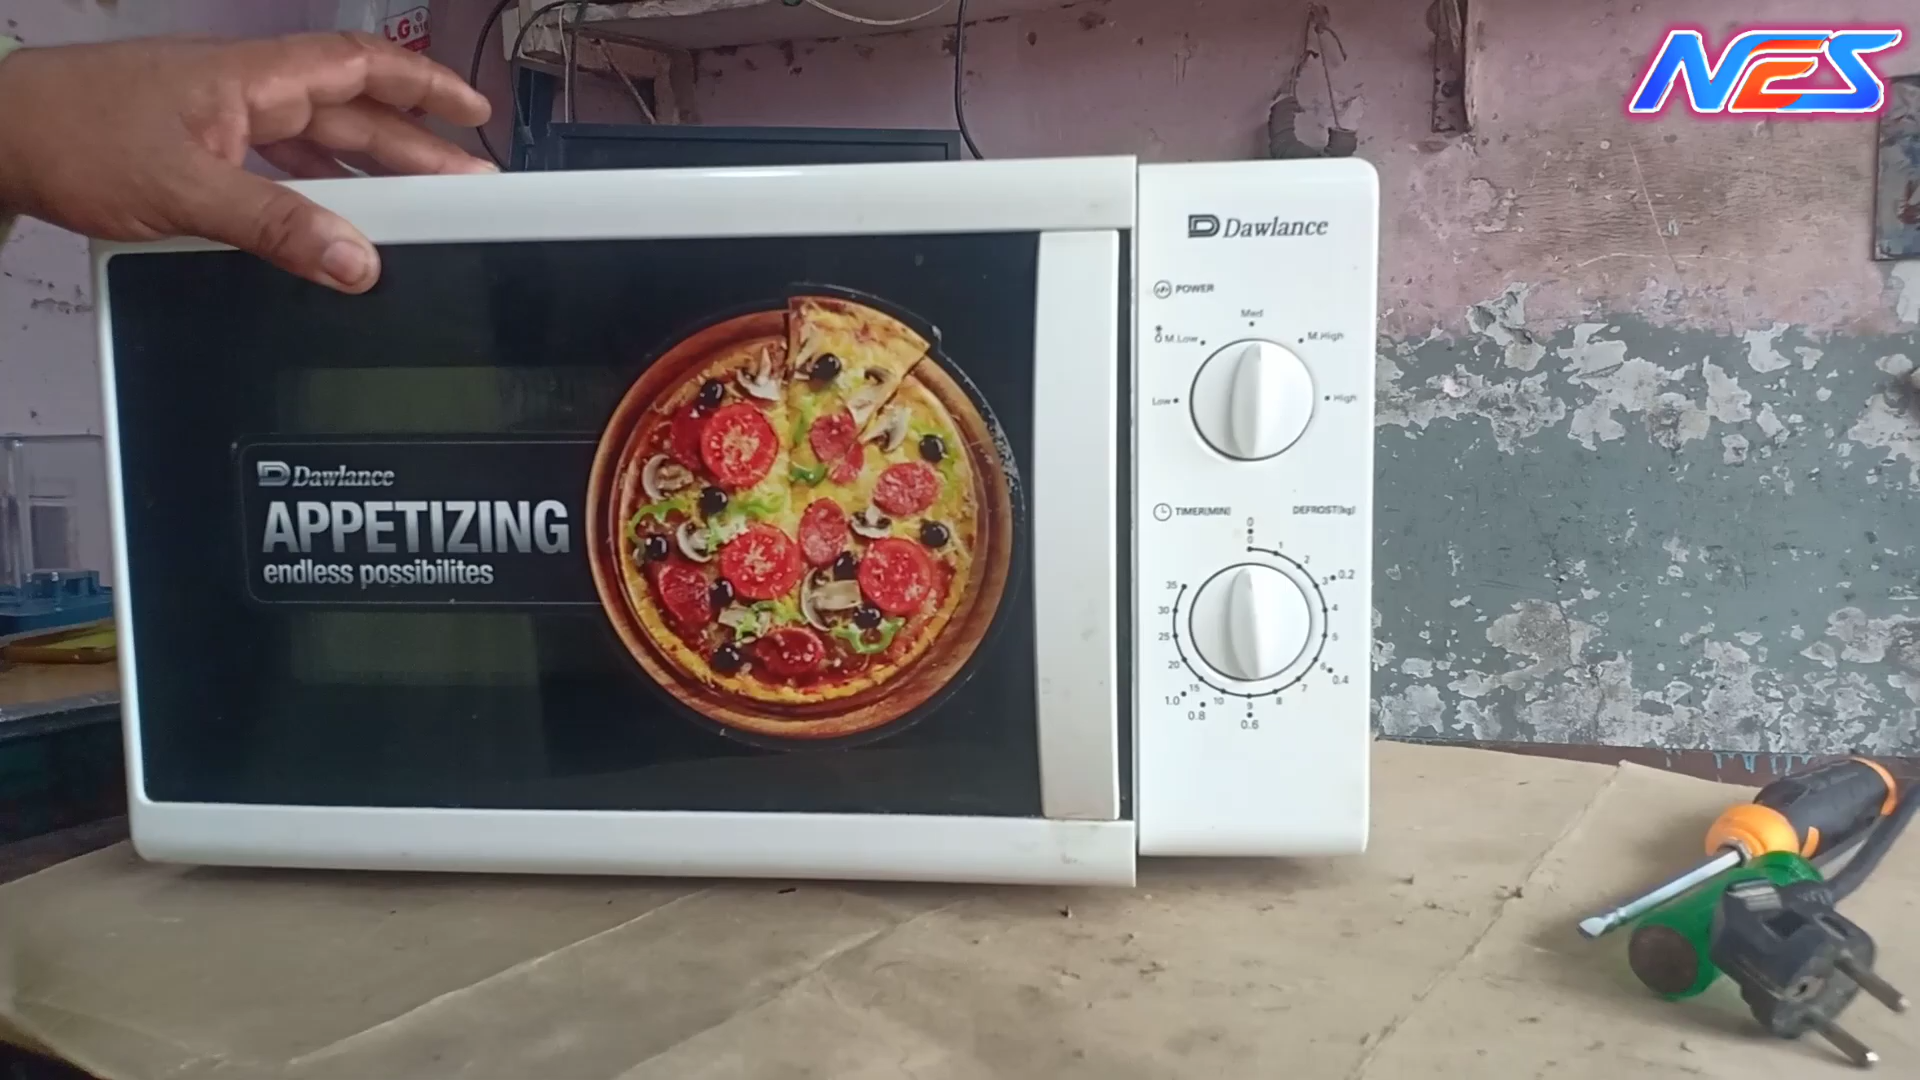 LG
NES
Dawlance
POWER
Med
M.Low
M.High
Low
High
TIMER(MIN)
DEFROST(kg)
0
0
1
2
3
0.2
4
5
6
0.4
7
8
9
0.6
10
0.8
15
1.0
20
25
30
35
Dawlance
APPETIZING
endless possibilites